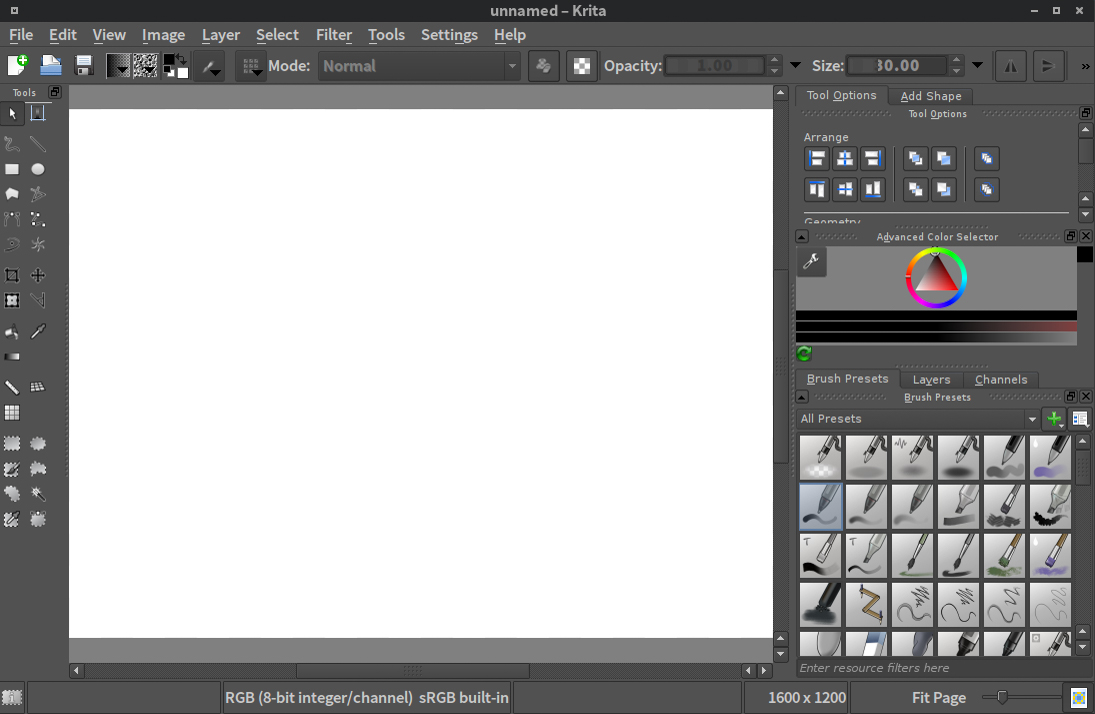 unnamed – Krita
File Edit View Image Layer Select Filter Tools Settings Help
Mode: Normal Opacity: 1.00 Size: 30.00 »
Tools
Tool Options Add Shape
Tool Options
Arrange
Geometry
Advanced Color Selector
Brush Presets Layers Channels
Brush Presets
All Presets
T T
Enter resource filters here
RGB (8-bit integer/channel) sRGB built-in 1600 x 1200 Fit Page